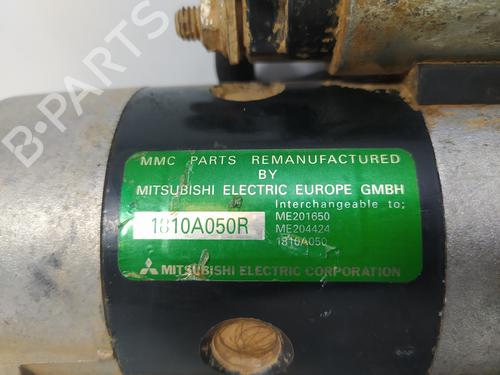 B-PARTS
MMC PARTS REMANUFACTURED
BY
MITSUBISHI ELECTRIC EUROPE GMBH
Interchangeable to;
1810A050R
ME201650
ME204424
1810A050
MITSUBISHI ELECTRIC CORPORATION